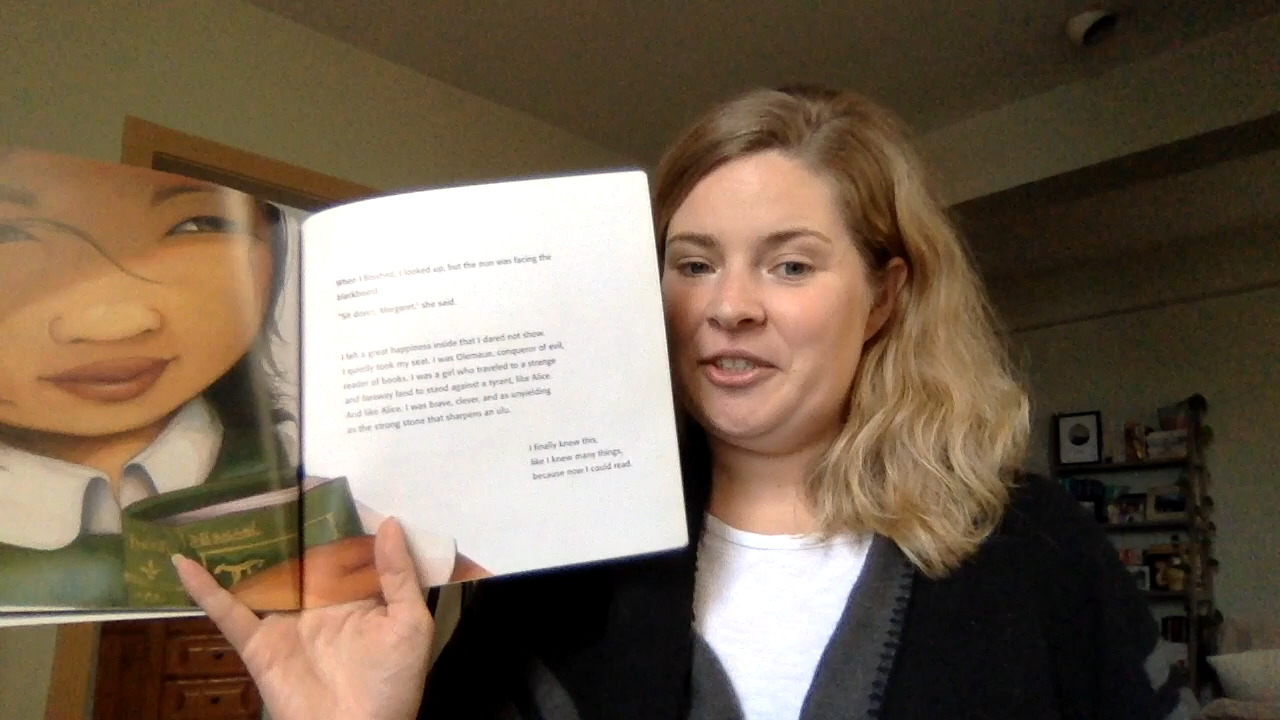 When I finished, I looked up, but the nun was facing the
blackboard.
"Sit down, Margaret," she said.
I felt a great happiness inside that I dared not show.
I quietly took my seat. I was Olemaun, conqueror of evil,
reader of books. I was a girl who traveled to a strange
and faraway land to stand against a tyrant, like Alice.
And like Alice, I was brave, clever, and as unyielding
as the strong stone that sharpens an ulu.
I finally knew this,
like I knew many things,
because now I could read.